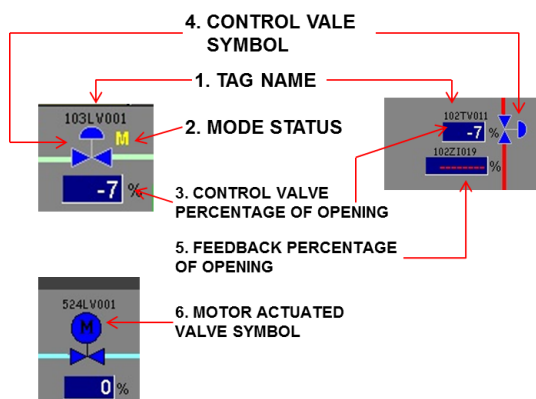 4. CONTROL VALE
SYMBOL
1. TAG NAME
103LV001
M
2. MODE STATUS
-7 %
3. CONTROL VALVE
PERCENTAGE OF OPENING
102TV011
-7 %
102ZI019
-------- %
5. FEEDBACK PERCENTAGE
OF OPENING
524LV001
M
6. MOTOR ACTUATED
VALVE SYMBOL
0 %